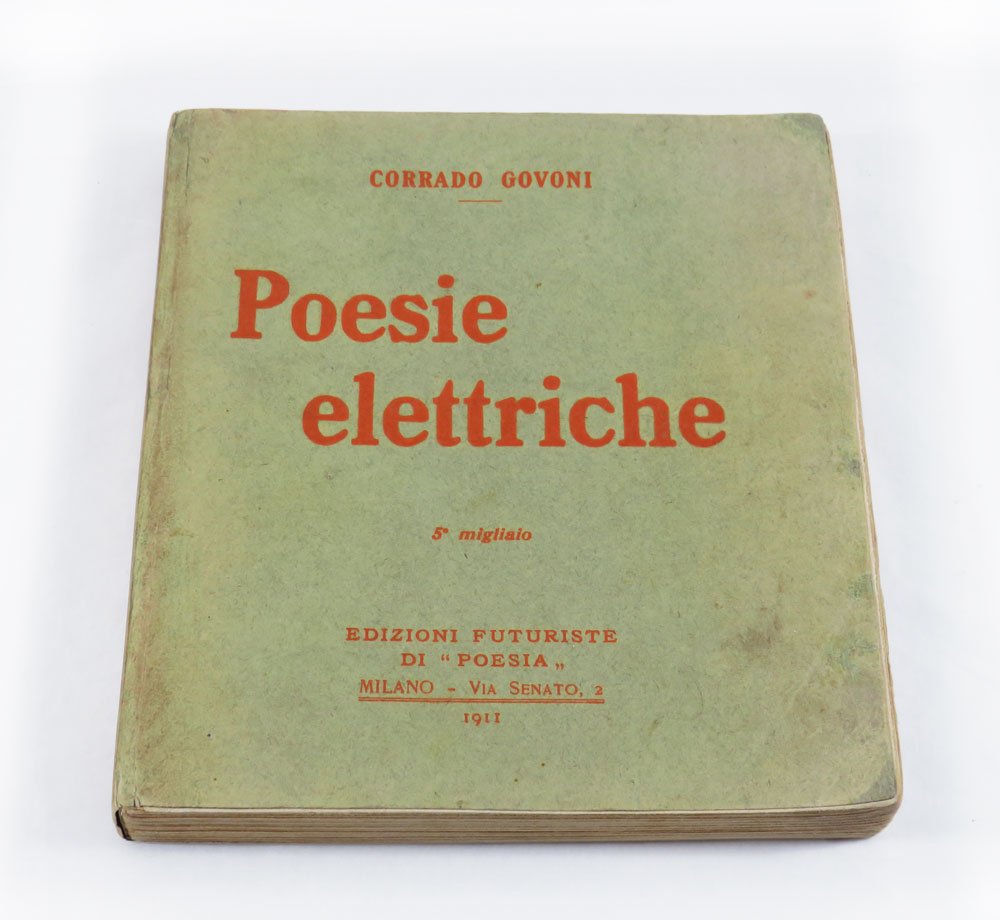 CORRADO GOVONI
Poesie
elettriche
5° migliaio
EDIZIONI FUTURISTE
DI “ POESIA „
MILANO - VIA SENATO, 2
1911